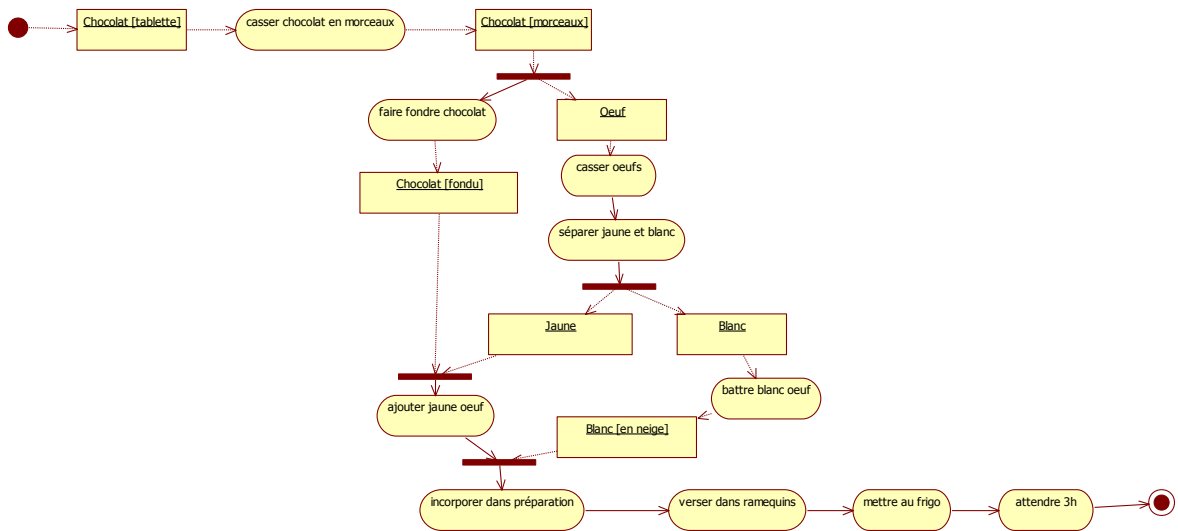 Chocolat [tablette]
casser chocolat en morceaux
Chocolat [morceaux]
faire fondre chocolat
Oeuf
casser oeufs
Chocolat [fondu]
séparer jaune et blanc
Jaune
Blanc
battre blanc oeuf
ajouter jaune oeuf
Blanc [en neige]
incorporer dans préparation
verser dans ramequins
mettre au frigo
attendre 3h